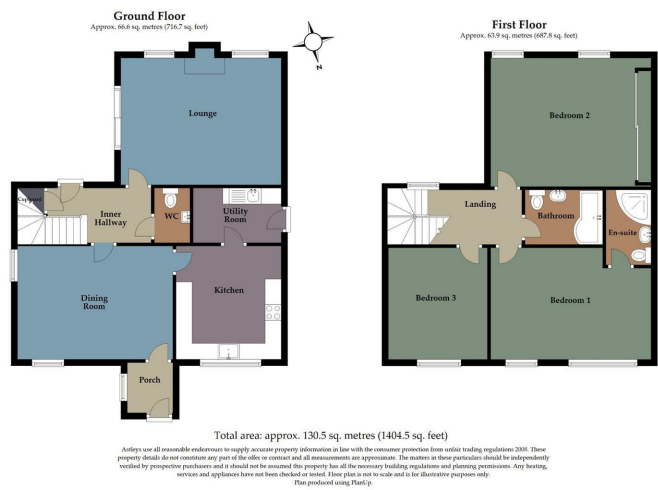 Ground Floor
Approx. 66.6 sq. metres (716.7 sq. feet)
First Floor
Approx. 63.9 sq. metres (687.8 sq. feet)
N
Lounge
Bedroom 2
Cupboard
Inner
Hallway
WC
Utility
Room
Landing
Bathroom
En-suite
Dining
Room
Kitchen
Bedroom 3
Bedroom 1
Porch
Total area: approx. 130.5 sq. metres (1404.5 sq. feet)
Astleys use all reasonable endeavours to supply accurate property information in line with the consumer protection from unfair trading regulations 2008. These
property details do not constitute any part of the offer or contract and all measurements are approximate. The matters in these particulars should be independently
verified by prospective purchasers and it should not be assumed this property has all the necessary building regulations and planning permissions. Any heating,
services and appliances have not been checked or tested. Floor plan is not to scale and is for illustrative purposes only.
Plan produced using PlanUp.